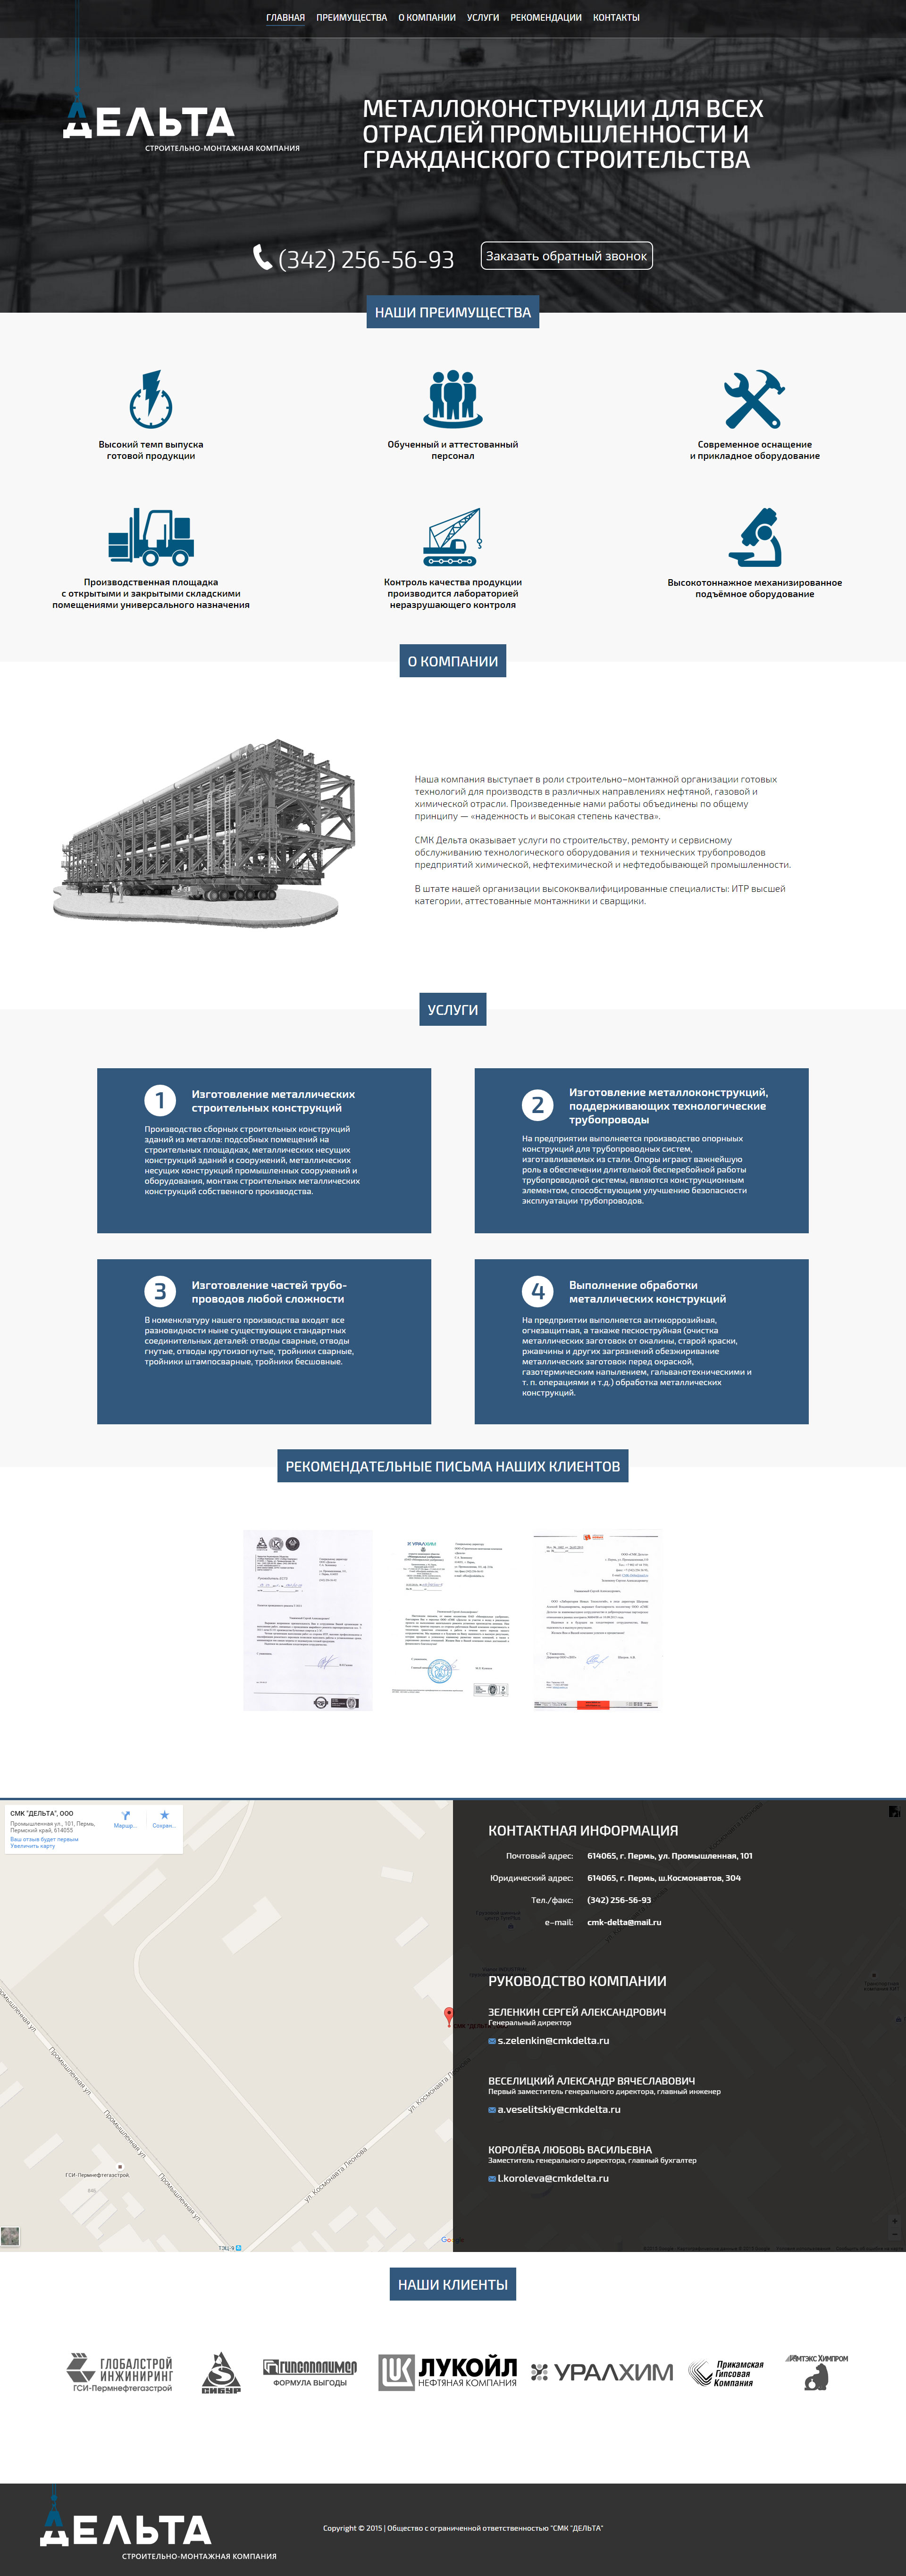 ГЛАВНАЯ ПРЕИМУЩЕСТВА О КОМПАНИИ УСЛУГИ РЕКОМЕНДАЦИИ КОНТАКТЫ
ДЕЛЬТА
СТРОИТЕЛЬНО-МОНТАЖНАЯ КОМПАНИЯ
МЕТАЛЛОКОНСТРУКЦИИ ДЛЯ ВСЕХ
ОТРАСЛЕЙ ПРОМЫШЛЕННОСТИ И
ГРАЖДАНСКОГО СТРОИТЕЛЬСТВА
(342) 256-56-93
Заказать обратный звонок
НАШИ ПРЕИМУЩЕСТВА
Высокий темп выпуска
готовой продукции
Обученный и аттестованный
персонал
Современное оснащение
и прикладное оборудование
Производственная площадка
с открытыми и закрытыми складскими
помещениями универсального назначения
Контроль качества продукции
производится лабораторией
неразрушающего контроля
Высокотоннажное механизированное
подъёмное оборудование
О КОМПАНИИ
Наша компания выступает в роли строительно–монтажной организации готовых
технологий для производств в различных направлениях нефтяной, газовой и
химической отрасли. Произведенные нами работы объединены по общему
принципу — «надежность и высокая степень качества».
СМК Дельта оказывает услуги по строительству, ремонту и сервисному
обслуживанию технологического оборудования и технических трубопроводов
предприятий химической, нефтехимической и нефтедобывающей промышленности.
В штате нашей организации высококвалифицированные специалисты: ИТР высшей
категории, аттестованные монтажники и сварщики.
УСЛУГИ
1
Изготовление металлических
строительных конструкций
Производство сборных строительных конструкций
зданий из металла: подсобных помещений на
строительных площадках, металлических несущих
конструкций зданий и сооружений, металлических
несущих конструкций промышленных сооружений и
оборудования, монтаж строительных металлических
конструкций собственного производства.
2
Изготовление металлоконструкций,
поддерживающих технологические
трубопроводы
На предприятии выполняется производство опорныых
конструкций для трубопроводных систем,
изготавливаемых из стали. Опоры играют важнейшую
роль в обеспечении длительной бесперебойной работы
трубопроводной системы, являются конструкционным
элементом, способствующим улучшению безопасности
эксплуатации трубопроводов.
3
Изготовление частей трубо-
проводов любой сложности
В номенклатуру нашего производства входят все
разновидности ныне существующих стандартных
соединительных деталей: отводы сварные, отводы
гнутые, отводы крутоизогнутые, тройники сварные,
тройники штампосварные, тройники бесшовные.
4
Выполнение обработки
металлических конструкций
На предприятии выполняется антикоррозийная,
огнезащитная, а такаже пескоструйная (очистка
металлических заготовок от окалины, старой краски,
ржавчины и других загрязнений обезжиривание
металлических заготовок перед окраской,
газотермическим напылением, гальванотехническими и
т. п. операциями и т.д.) обработка металлических
конструкций.
РЕКОМЕНДАТЕЛЬНЫЕ ПИСЬМА НАШИХ КЛИЕНТОВ
УРАЛХИМ
СМК "ДЕЛЬТА", ООО
Промышленная ул., 101, Пермь,
Пермский край, 614055
Ваш отзыв будет первым
Увеличить карту
Маршр...
Сохран...
Промышленная ул.
Промышленная ул.
Промышленная ул.
ул. Космонавта Леонова
ул. Космонавта Леонова
ГСИ-Пермнефтегазстрой,
ТЭЦ-9
СМК "ДЕЛЬТА"
Google
КОНТАКТНАЯ ИНФОРМАЦИЯ
Почтовый адрес: 614065, г. Пермь, ул. Промышленная, 101
Юридический адрес: 614065, г. Пермь, ш.Космонавтов, 304
Тел./факс: (342) 256-56-93
e–mail: cmk-delta@mail.ru
РУКОВОДСТВО КОМПАНИИ
ЗЕЛЕНКИН СЕРГЕЙ АЛЕКСАНДРОВИЧ
Генеральный директор
s.zelenkin@cmkdelta.ru
ВЕСЕЛИЦКИЙ АЛЕКСАНДР ВЯЧЕСЛАВОВИЧ
Первый заместитель генерального директора, главный инженер
a.veselitskiy@cmkdelta.ru
КОРОЛЁВА ЛЮБОВЬ ВАСИЛЬЕВНА
Заместитель генерального директора, главный бухгалтер
l.koroleva@cmkdelta.ru
НАШИ КЛИЕНТЫ
ГЛОБАЛСТРОЙ
ИНЖИНИРИНГ
ГСИ-Пермнефтегазстрой
СИБУР
гипсополимер
ФОРМУЛА ВЫГОДЫ
ЛУКОЙЛ
НЕФТЯНАЯ КОМПАНИЯ
УРАЛХИМ
Прикамская
Гипсовая
Компания
Химпром
ДЕЛЬТА
СТРОИТЕЛЬНО-МОНТАЖНАЯ КОМПАНИЯ
Copyright © 2015 | Общество с ограниченной ответственностью "СМК "ДЕЛЬТА"